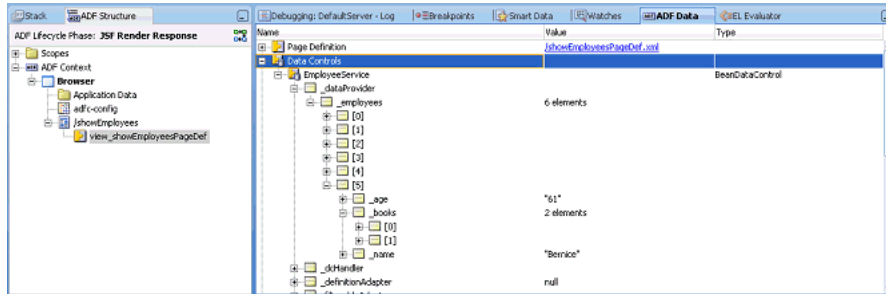 Stack
ADF Structure
ADF Lifecycle Phase: JSF Render Response
Scopes
ADF Context
Browser
Application Data
adfc-config
/showEmployees
view_showEmployeesPageDef
Debugging: DefaultServer - Log
Breakpoints
Smart Data
Watches
ADF Data
EL Evaluator
Name Value Type
Page Definition /showEmployeesPageDef.xml
Data Controls
EmployeeService BeanDataControl
_dataProvider
_employees 6 elements
[0]
[1]
[2]
[3]
[4]
[5]
_age "61"
_books 2 elements
[0]
[1]
_name "Bernice"
_dcHandler
_definitionAdapter null